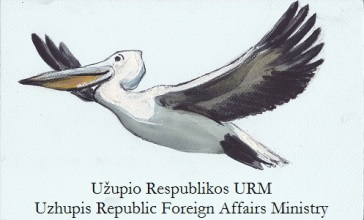 Užupio Respublikos URM
Uzhupis Republic Foreign Affairs Ministry